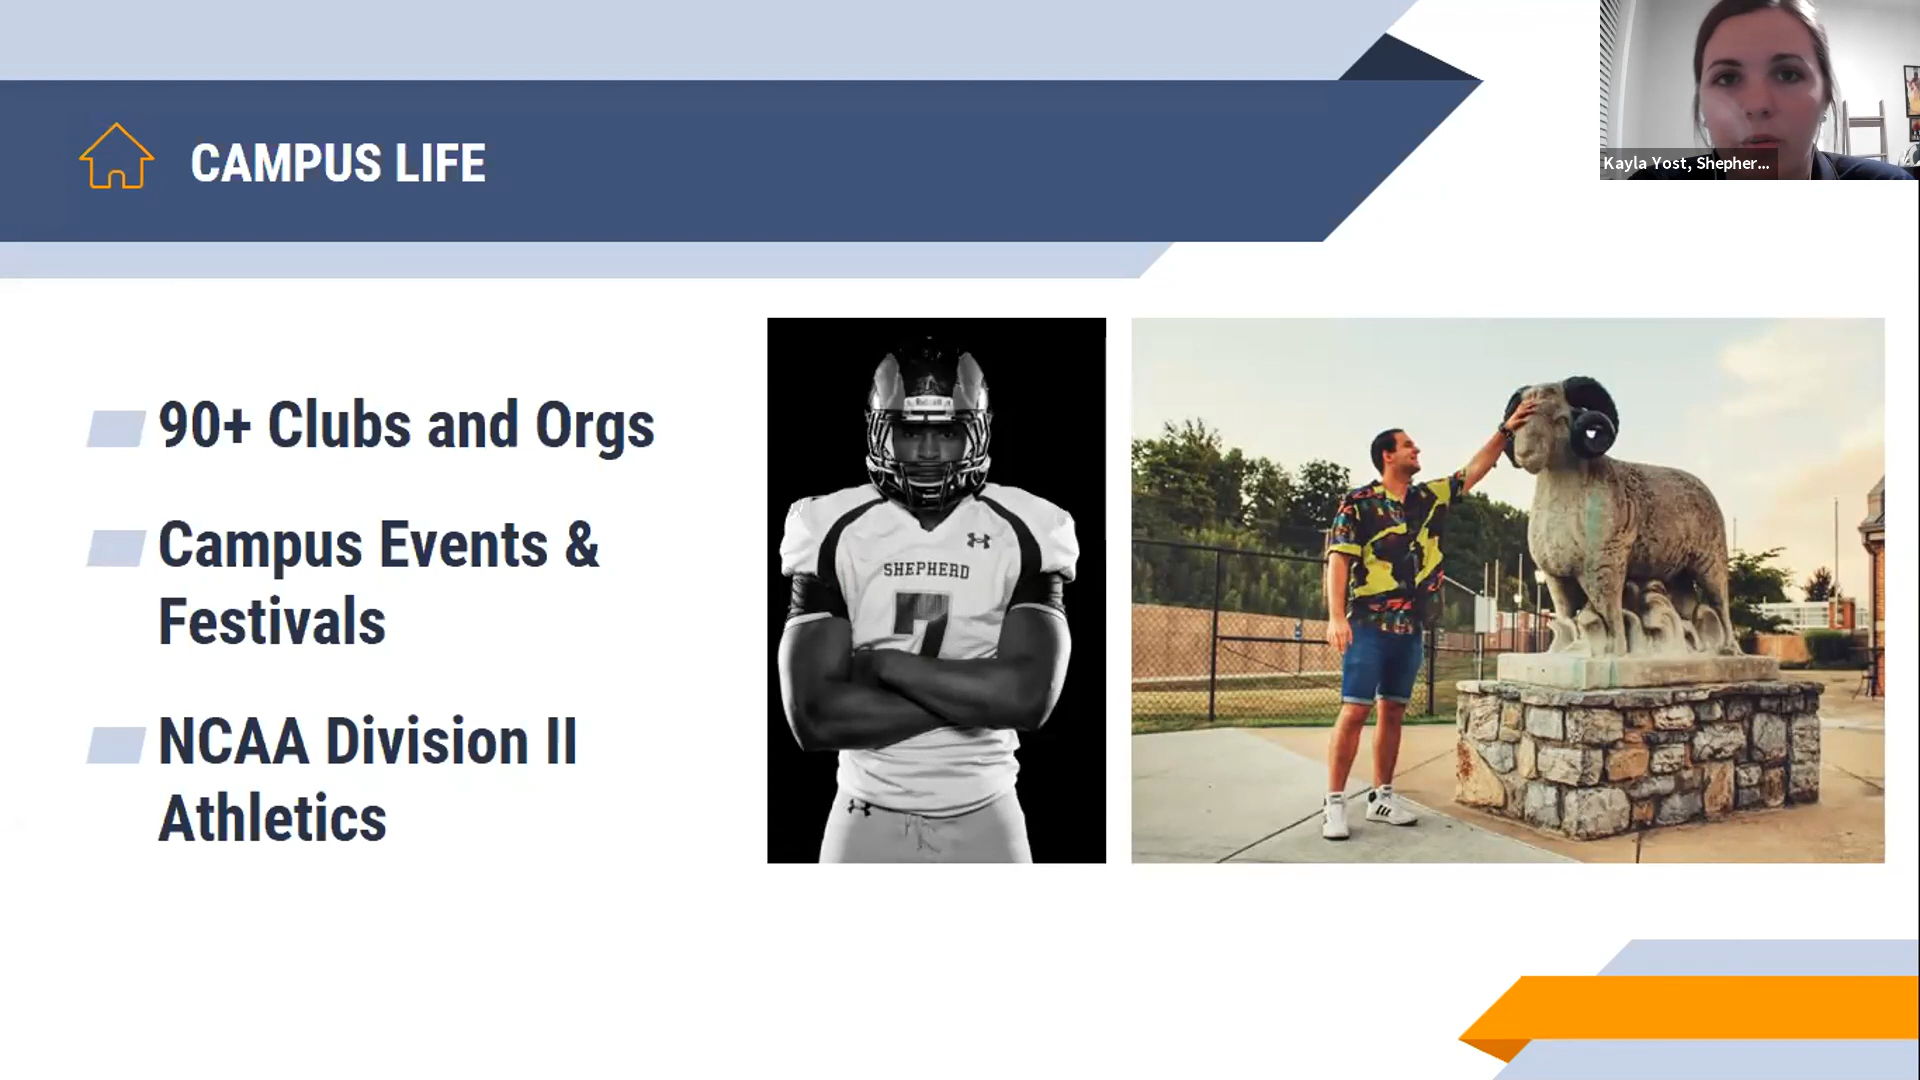 CAMPUS LIFE
Kayla Yost, Shepher...
90+ Clubs and Orgs
Campus Events &
Festivals
NCAA Division II
Athletics
SHEPHERD
7